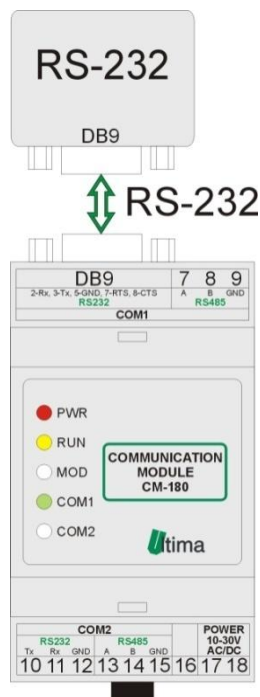 RS-232
DB9
RS-232
DB9 7 8 9
2-Rx, 3-Tx, 5-GND, 7-RTS, 8-CTS A B GND
RS232 RS485
COM1
PWR
RUN
MOD
COM1
COM2
COMMUNICATION
MODULE
CM-180
Ultima
COM2 POWER
RS232 RS485 10-30V
Tx Rx GND A B GND AC/DC
10 11 12 13 14 15 16 17 18